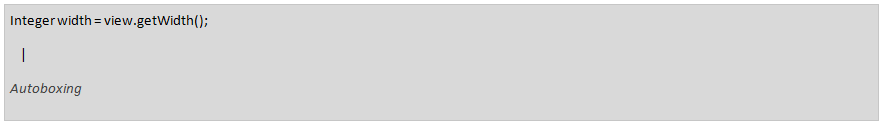 Integer width = view.getWidth();
|
Autoboxing